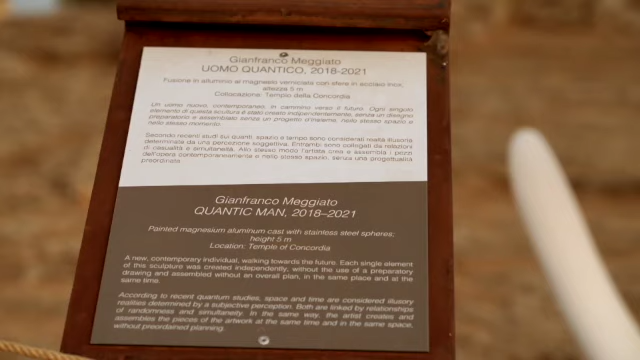 Gianfranco Meggiato
UOMO QUANTICO, 2018-2021
Fusione in alluminio al magnesio verniciata con sfere in acciaio inox;
altezza 5 m
Collocazione: Tempio della Concordia
Un uomo nuovo, contemporaneo, in cammino verso il futuro. Ogni singolo
elemento di questa scultura è stato creato indipendentemente, senza un disegno
preparatorio e assemblato senza un progetto d'insieme, nello stesso spazio e
nello stesso momento.
Secondo recenti studi sui quanti, spazio e tempo sono considerati realtà illusorie
determinate da una percezione soggettiva. Entrambi sono collegati da relazioni
di casualità e simultaneità. Allo stesso modo l'artista crea e assembla i pezzi
dell'opera contemporaneamente e nello stesso spazio, senza una progettualità
preordinata.
Gianfranco Meggiato
QUANTIC MAN, 2018–2021
Painted magnesium aluminum cast with stainless steel spheres;
height 5 m
Location: Temple of Concordia
A new, contemporary individual, walking towards the future. Each single element
of this sculpture was created independently, without the use of a preparatory
drawing and assembled without an overall plan, in the same place and at the
same time.
According to recent quantum studies, space and time are considered illusory
realities determined by a subjective perception. Both are linked by relationships
of randomness and simultaneity. In the same way, the artist creates and
assembles the pieces of the artwork at the same time and in the same space,
without preordained planning.